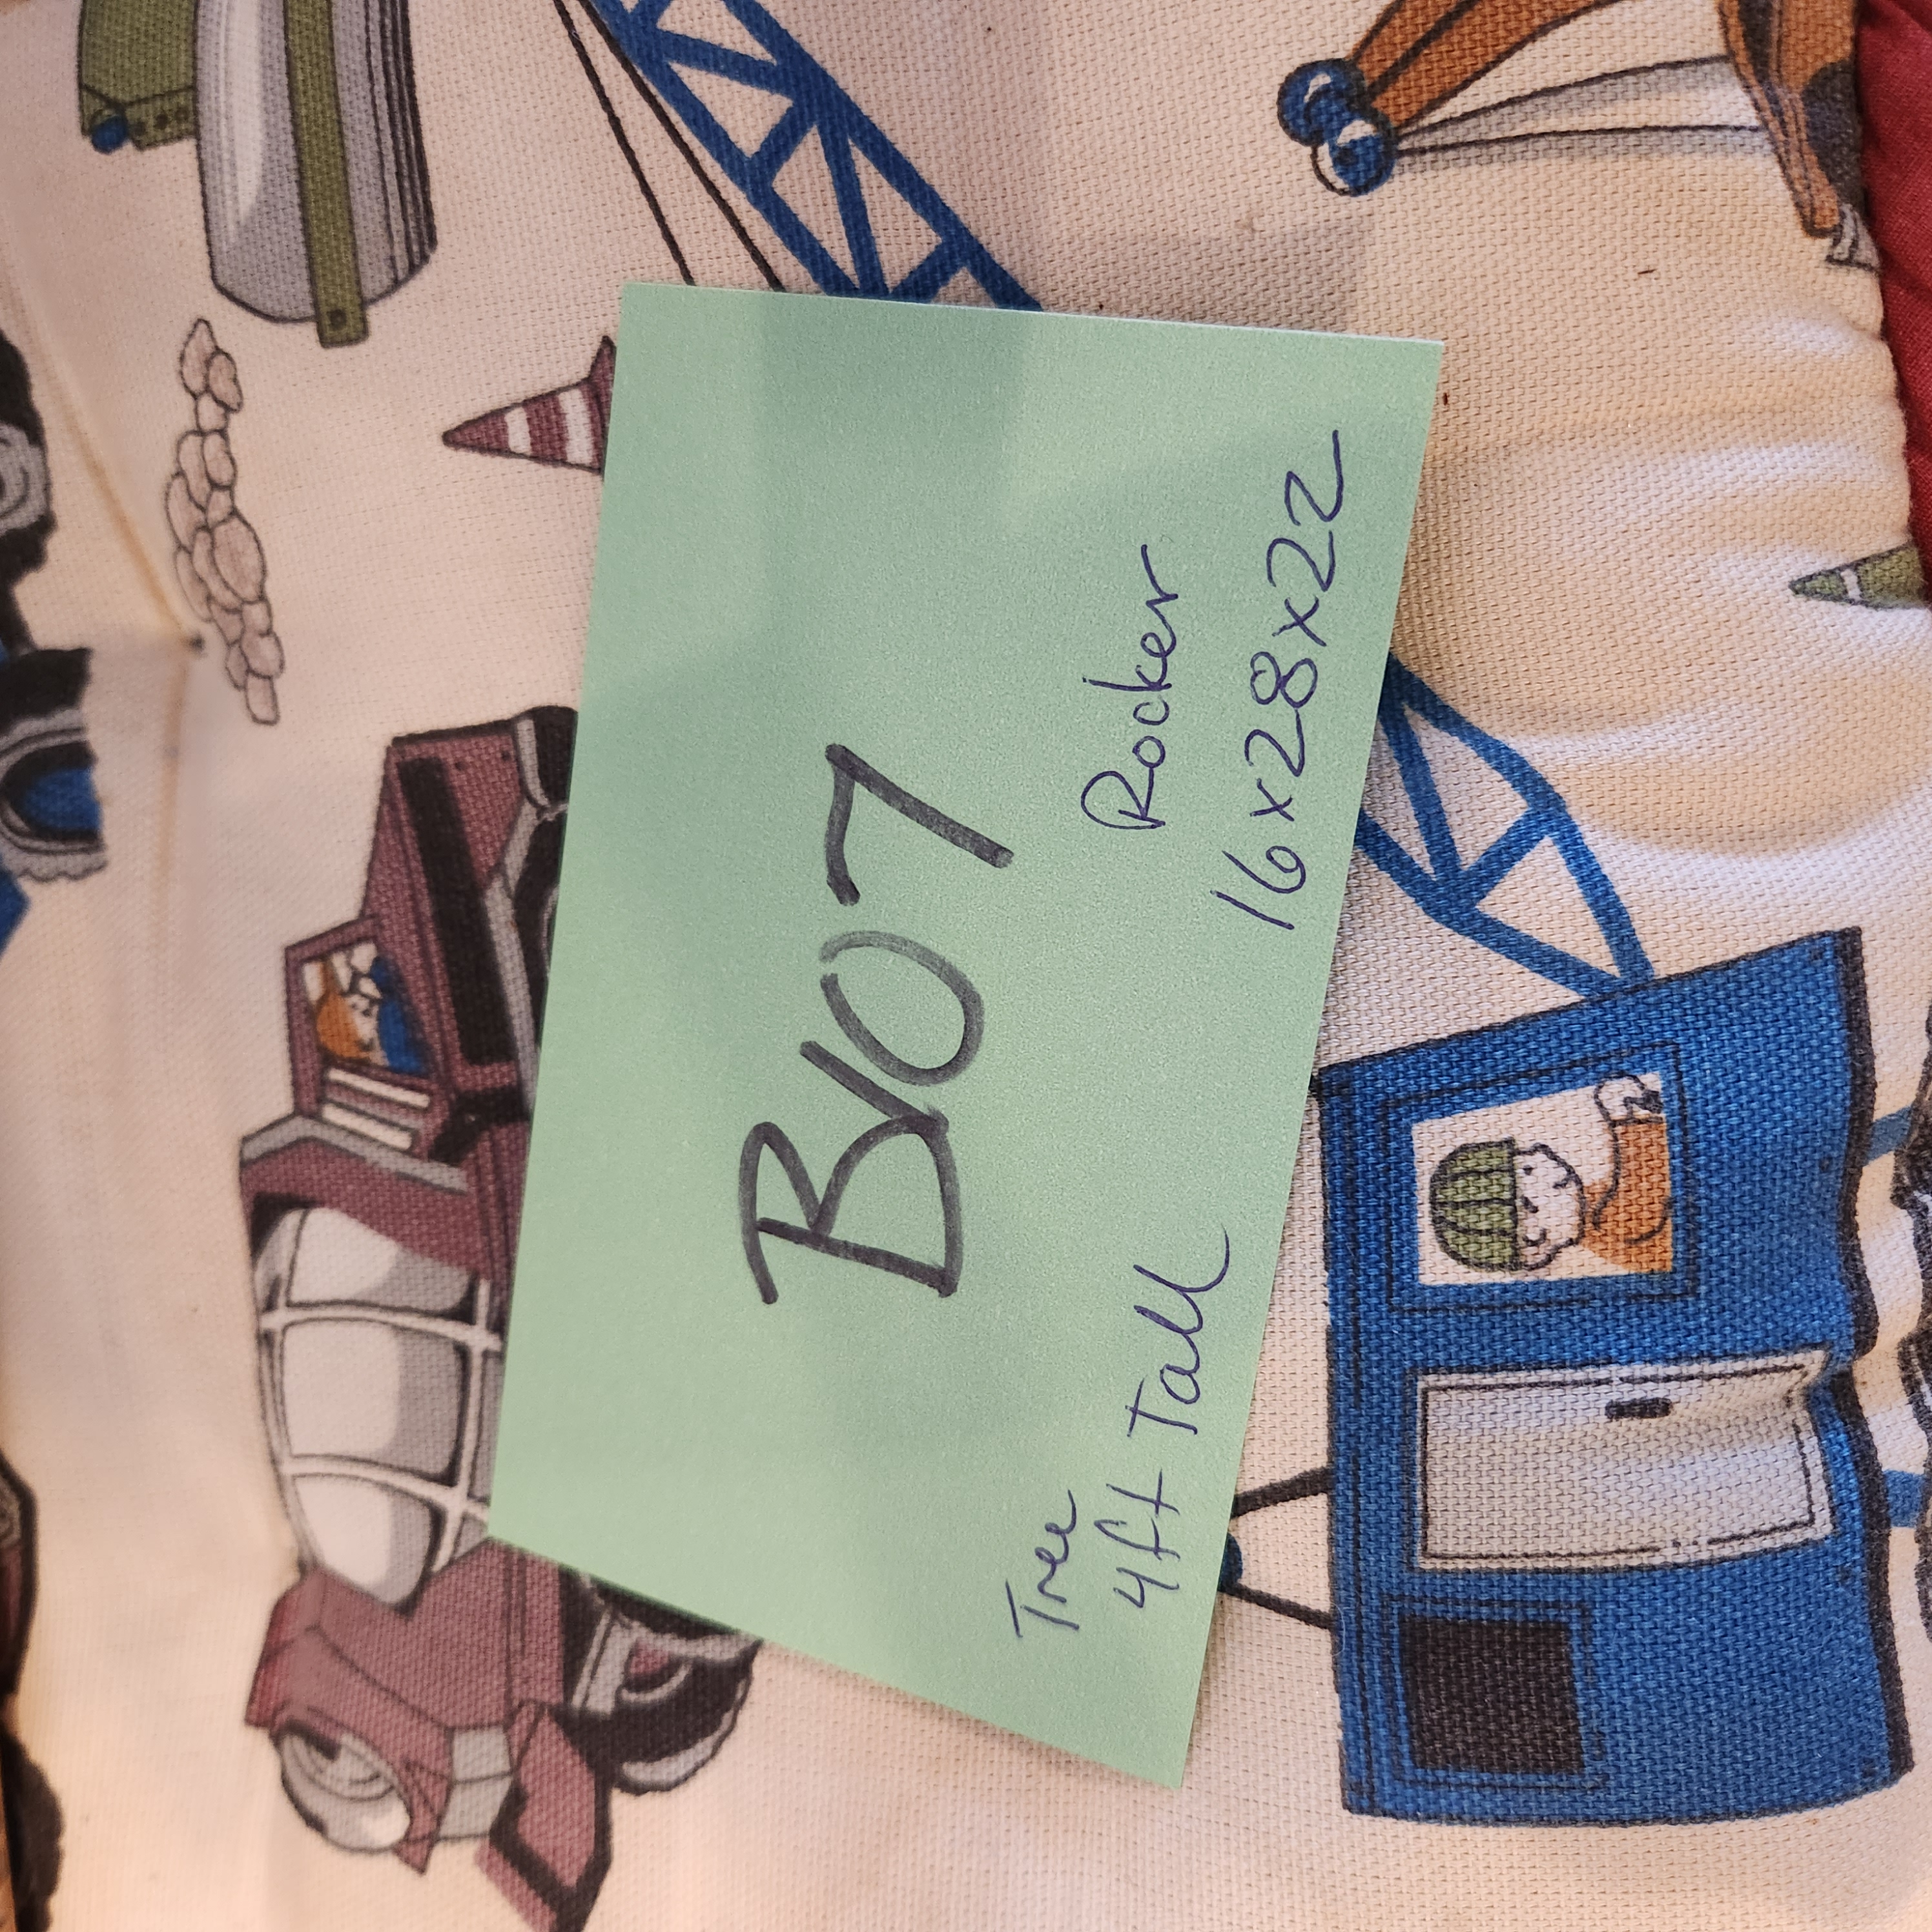 B107
Tree
4ft Tall
Rocker
16x28x22